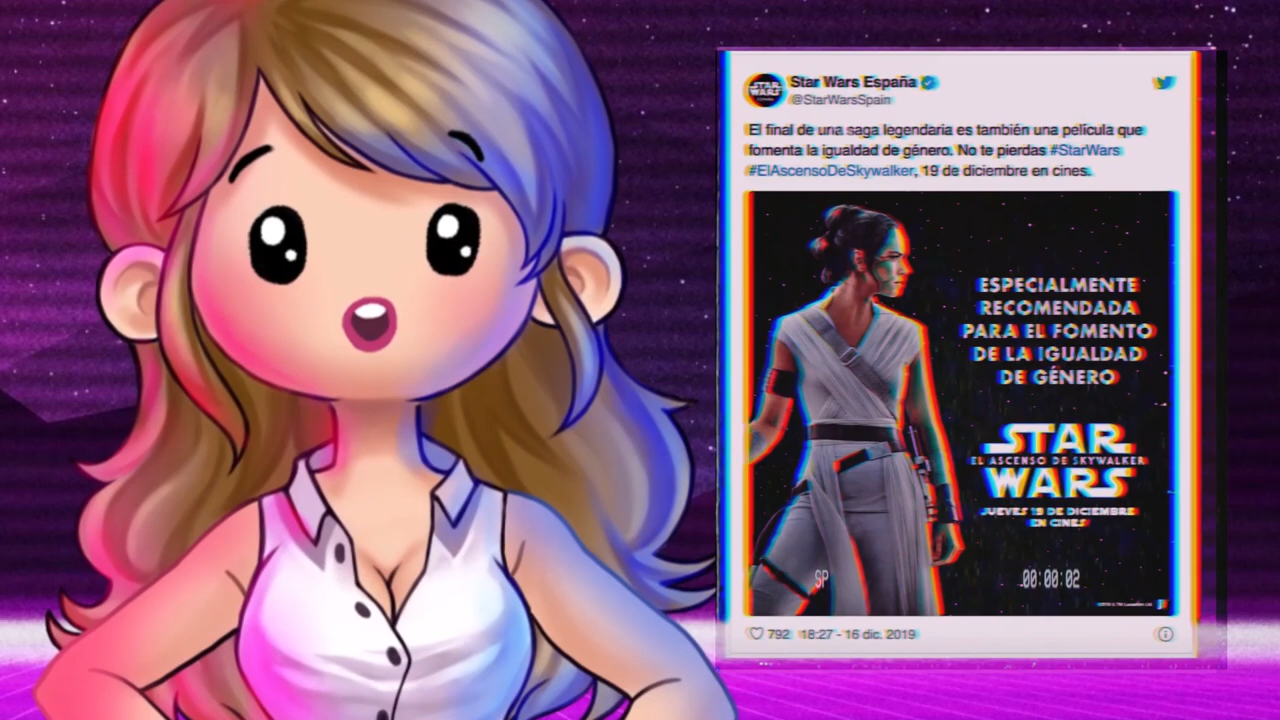 STAR WARS
Star Wars España
@StarWarsSpain
El final de una saga legendaria es también una película que
fomenta la igualdad de género. No te pierdas #StarWars
#ElAscensoDeSkywalker, 19 de diciembre en cines.
ESPECIALMENTE
RECOMENDADA
PARA EL FOMENTO
DE LA IGUALDAD
DE GÉNERO
STAR
EL ASCENSO DE SKYWALKER
WARS
JUEVES 19 DE DICIEMBRE
EN CINES
SP
00:00:02
792 18:27 - 16 dic. 2019